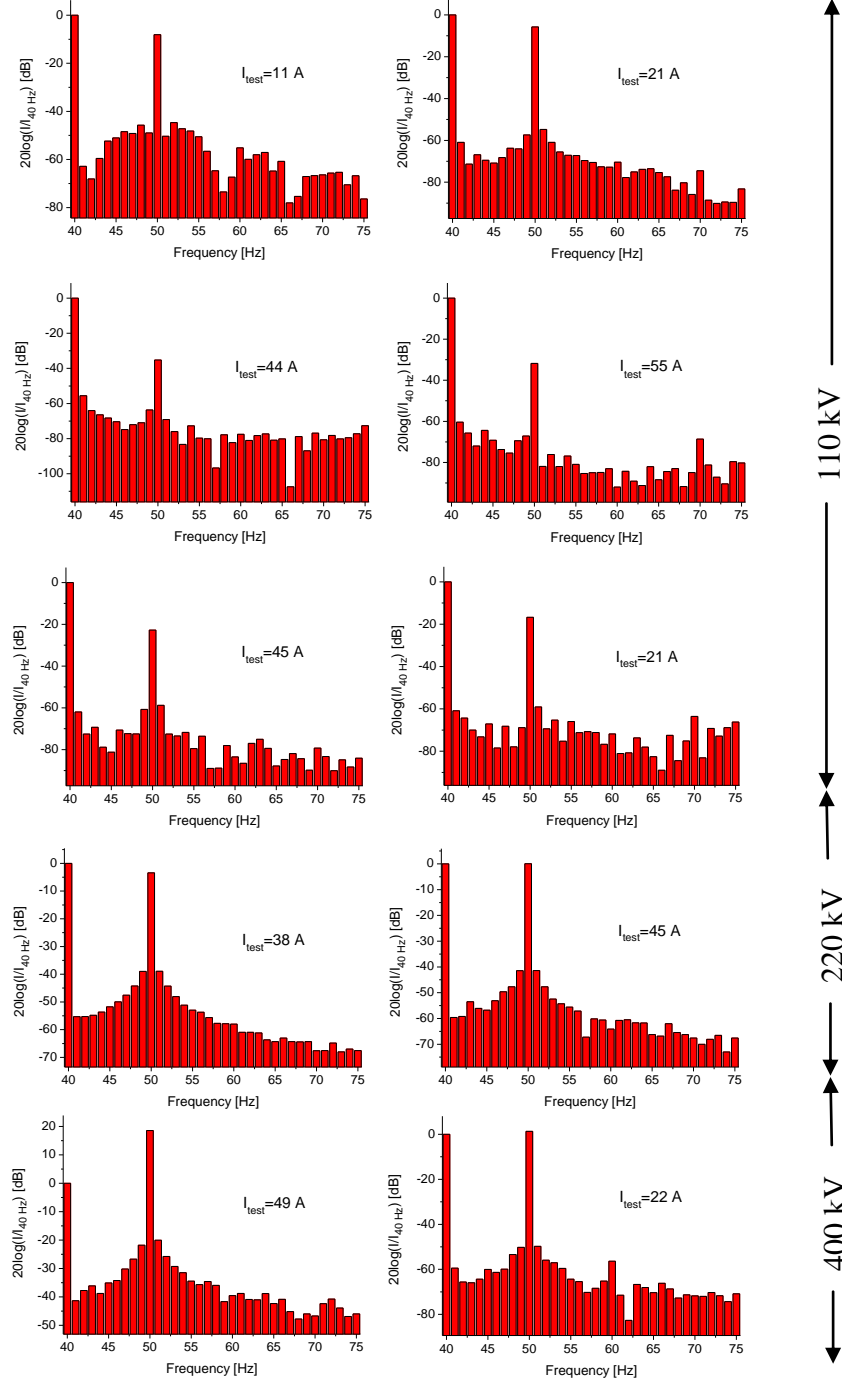 0
-20
-40
-60
-80
20log(I/I40 Hz) [dB]
Itest=11 A
40 45 50 55 60 65 70 75
Frequency [Hz]
0
-20
-40
-60
-80
20log(I/I40 Hz) [dB]
Itest=21 A
40 45 50 55 60 65 70 75
Frequency [Hz]
0
-20
-40
-60
-80
-100
20log(I/I40 Hz) [dB]
Itest=44 A
40 45 50 55 60 65 70 75
Frequency [Hz]
0
-20
-40
-60
-80
20log(I/I40 Hz) [dB]
Itest=55 A
40 45 50 55 60 65 70 75
Frequency [Hz]
110 kV
0
-20
-40
-60
-80
20log(I/I40 Hz) [dB]
Itest=45 A
40 45 50 55 60 65 70 75
Frequency [Hz]
0
-20
-40
-60
-80
20log(I/I40 Hz) [dB]
Itest=21 A
40 45 50 55 60 65 70 75
Frequency [Hz]
0
-10
-20
-30
-40
-50
-60
-70
20log(I/I40 Hz) [dB]
Itest=38 A
40 45 50 55 60 65 70 75
Frequency [Hz]
0
-10
-20
-30
-40
-50
-60
-70
20log(I/I40 Hz) [dB]
Itest=45 A
40 45 50 55 60 65 70 75
Frequency [Hz]
220 kV
20
10
0
-10
-20
-30
-40
-50
20log(I/I40 Hz) [dB]
Itest=49 A
40 45 50 55 60 65 70 75
Frequency [Hz]
0
-20
-40
-60
-80
20log(I/I40 Hz) [dB]
Itest=22 A
40 45 50 55 60 65 70 75
Frequency [Hz]
400 kV